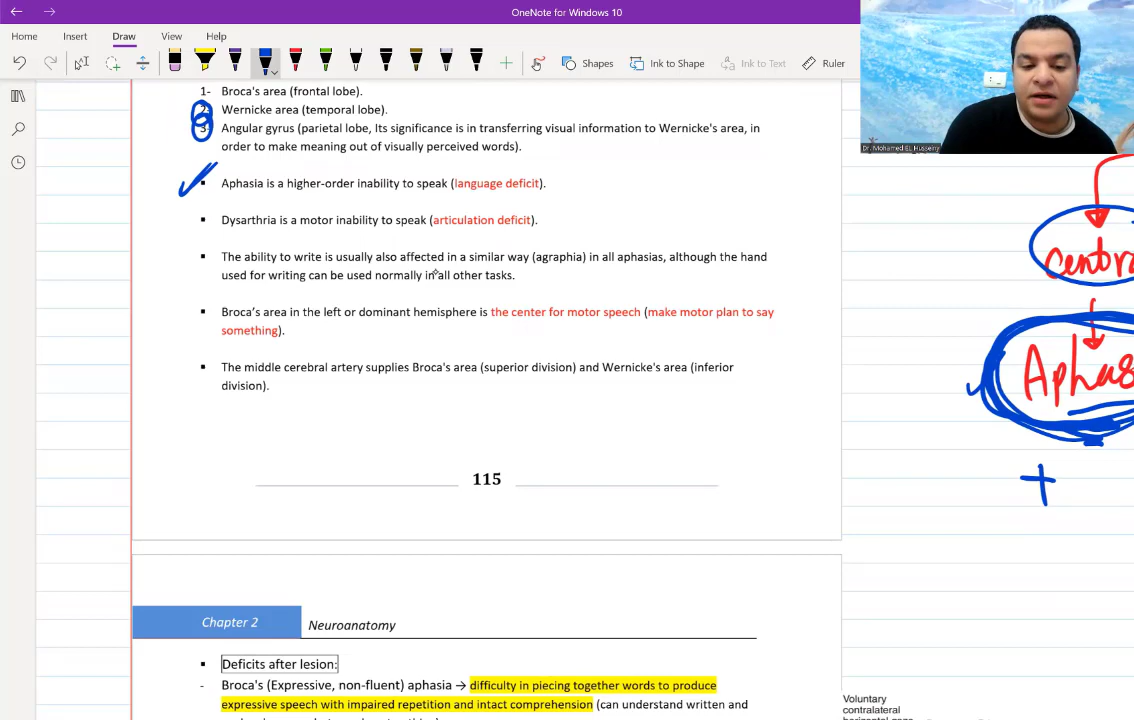 OneNote for Windows 10
Home Insert Draw View Help
Shapes Ink to Shape Ink to Text Ruler
1- Broca's area (frontal lobe).
Wernicke area (temporal lobe).
3- Angular gyrus (parietal lobe, Its significance is in transferring visual information to Wernicke's area, in
order to make meaning out of visually perceived words).
▪ Aphasia is a higher-order inability to speak (language deficit).
▪ Dysarthria is a motor inability to speak (articulation deficit).
▪ The ability to write is usually also affected in a similar way (agraphia) in all aphasias, although the hand
used for writing can be used normally in all other tasks.
▪ Broca's area in the left or dominant hemisphere is the center for motor speech (make motor plan to say
something).
▪ The middle cerebral artery supplies Broca's area (superior division) and Wernicke's area (inferior
division).
115
Chapter 2 Neuroanatomy
▪ Deficits after lesion:
- Broca's (Expressive, non-fluent) aphasia → difficulty in piecing together words to produce
expressive speech with impaired repetition and intact comprehension (can understand written and
Dr. Mohamed EL Husseiny
centra
Aphas
+
Voluntary
contralateral